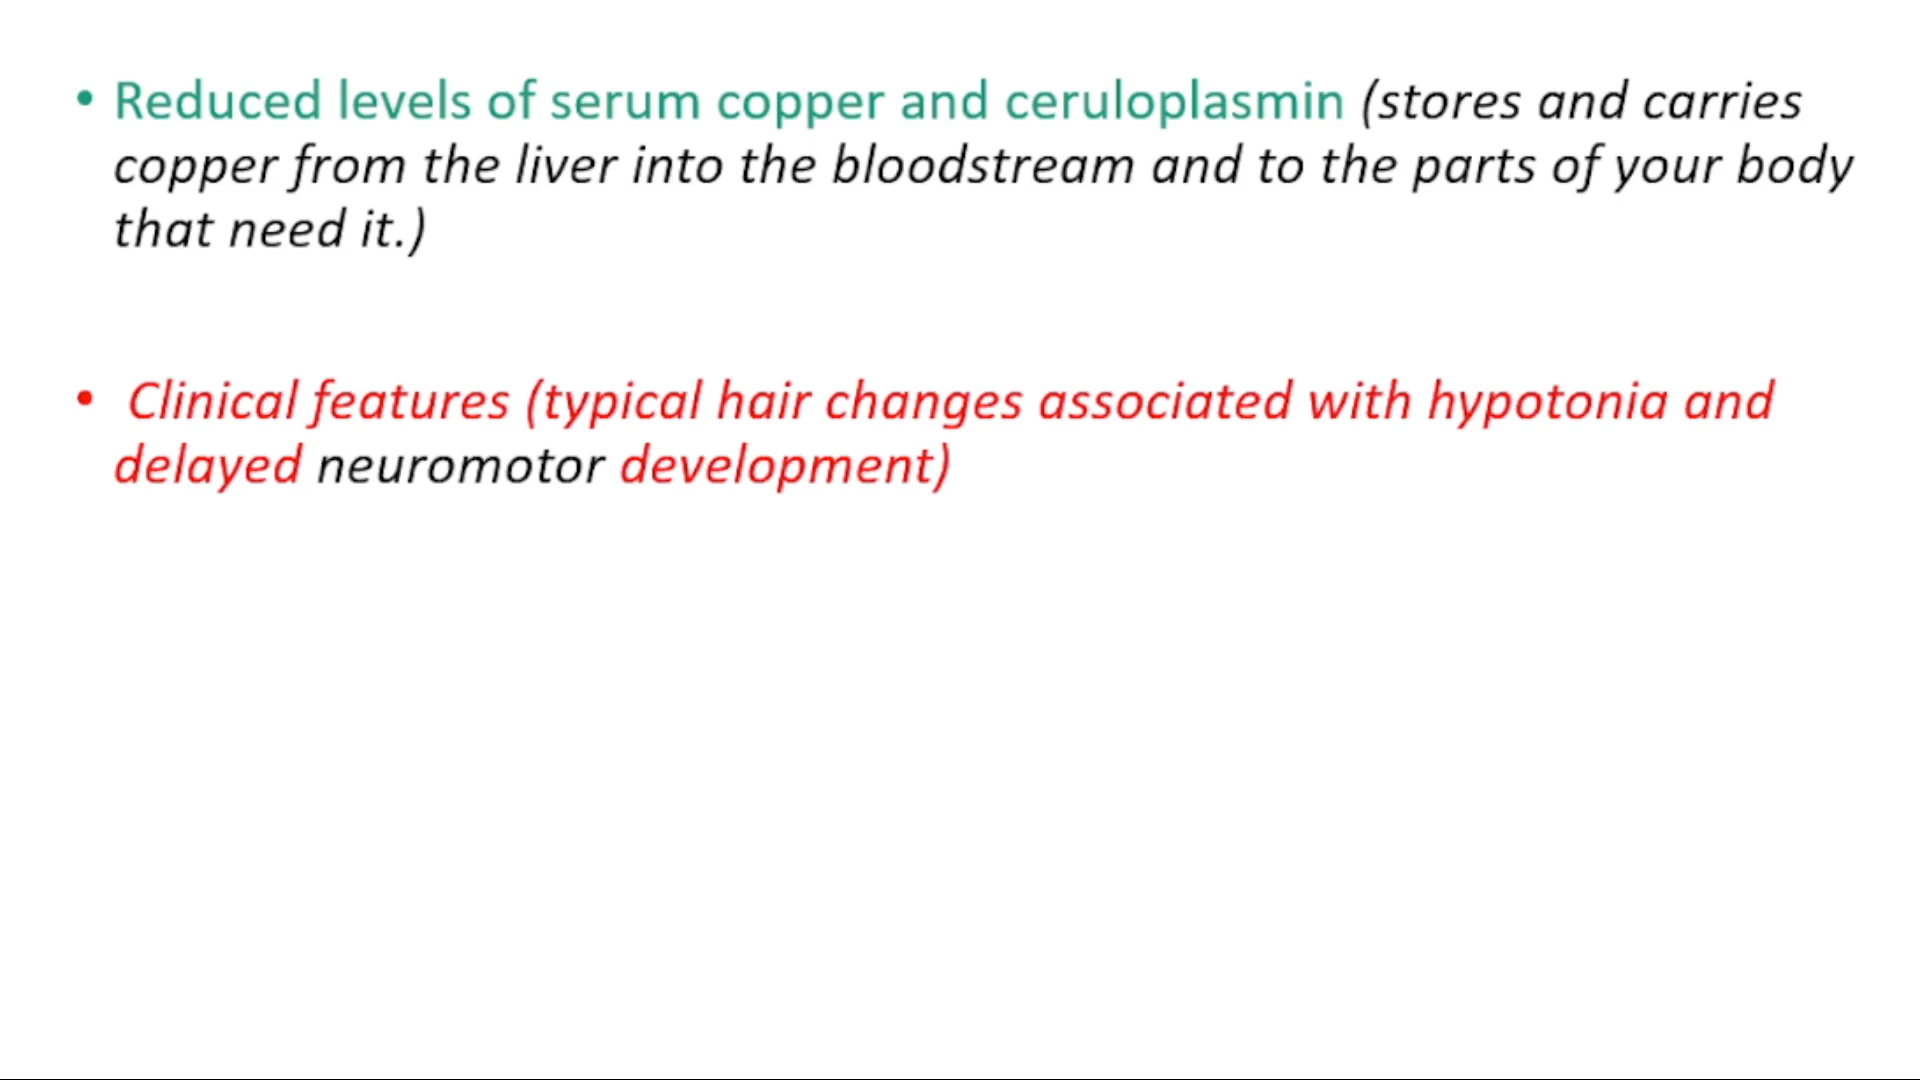 • Reduced levels of serum copper and ceruloplasmin (stores and carries
copper from the liver into the bloodstream and to the parts of your body
that need it.)
• Clinical features (typical hair changes associated with hypotonia and
delayed neuromotor development)